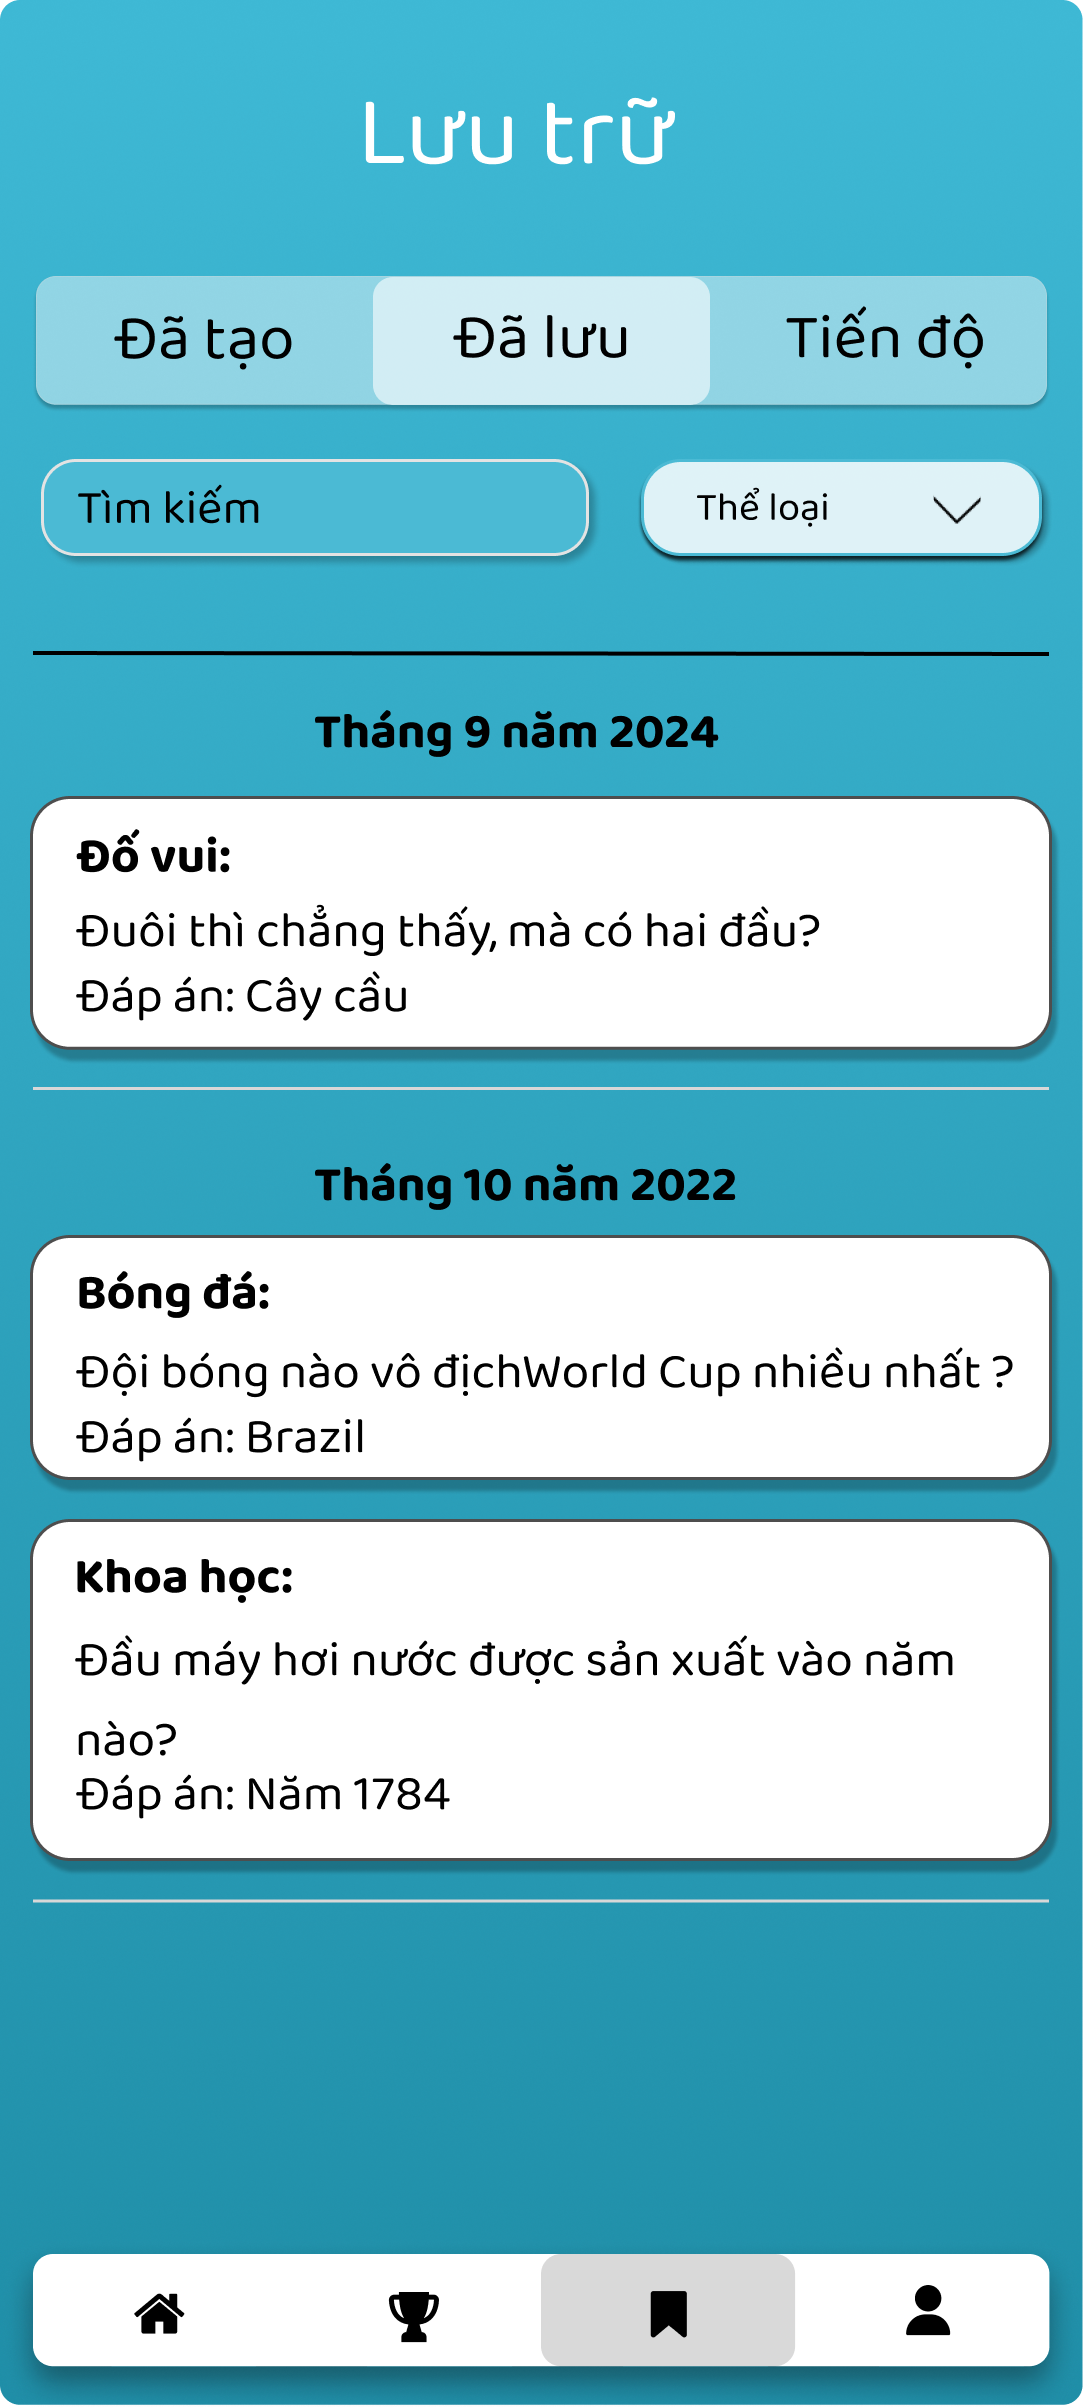 Lưu trữ
Đã tạo
Đã lưu
Tiến độ
Tìm kiếm
Thể loại
Tháng 9 năm 2024
Đố vui:
Đuôi thì chẳng thấy, mà có hai đầu?
Đáp án: Cây cầu
Tháng 10 năm 2022
Bóng đá:
Đội bóng nào vô địchWorld Cup nhiều nhất ?
Đáp án: Brazil
Khoa học:
Đầu máy hơi nước được sản xuất vào năm
nào?
Đáp án: Năm 1784